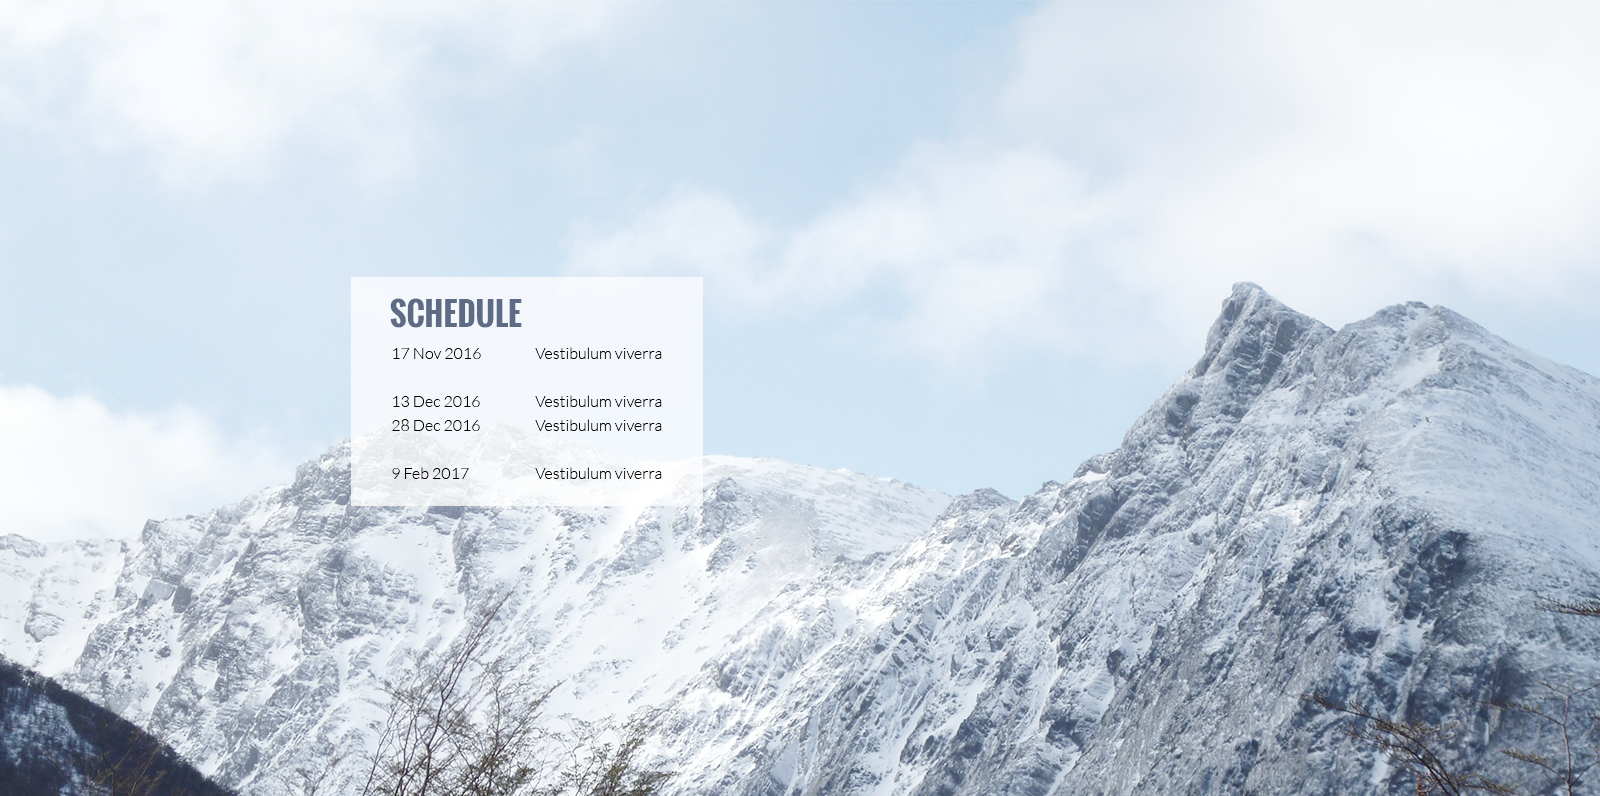 SCHEDULE
17 Nov 2016 Vestibulum viverra
13 Dec 2016 Vestibulum viverra
28 Dec 2016 Vestibulum viverra
9 Feb 2017 Vestibulum viverra